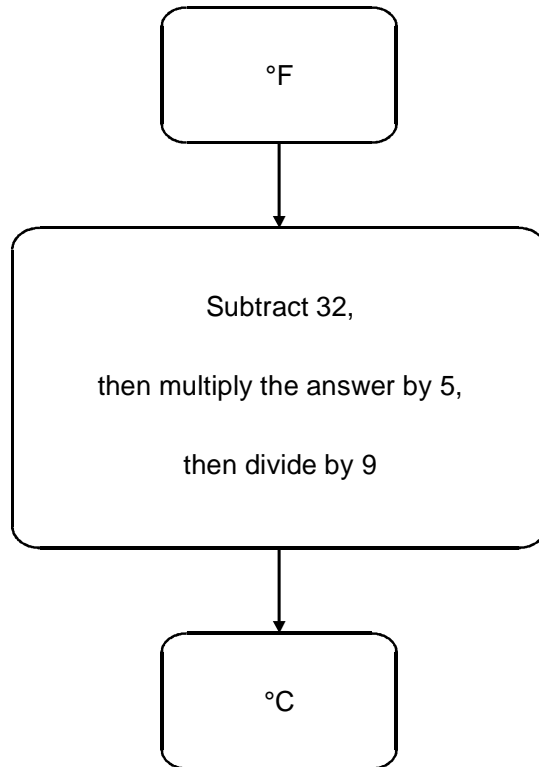 °F
Subtract 32,
then multiply the answer by 5,
then divide by 9
°C